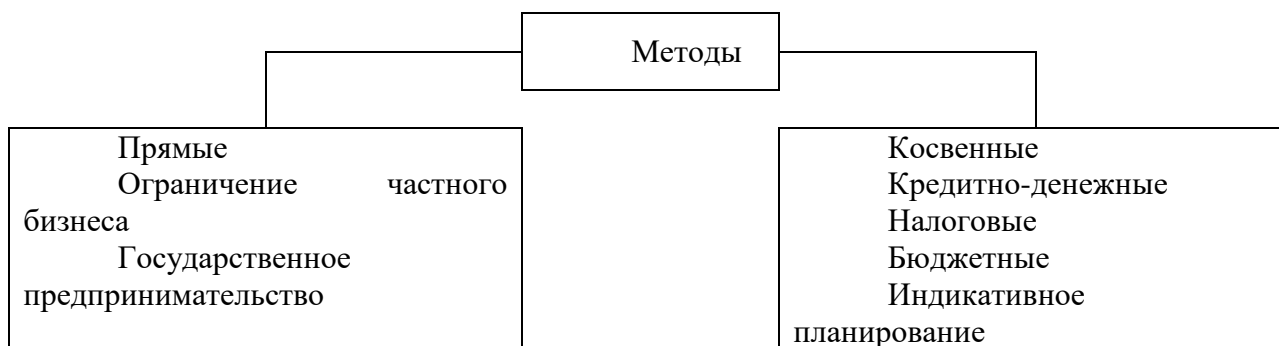 Методы
Прямые
Ограничение частного
бизнеса
Государственное
предпринимательство
Косвенные
Кредитно-денежные
Налоговые
Бюджетные
Индикативное
планирование